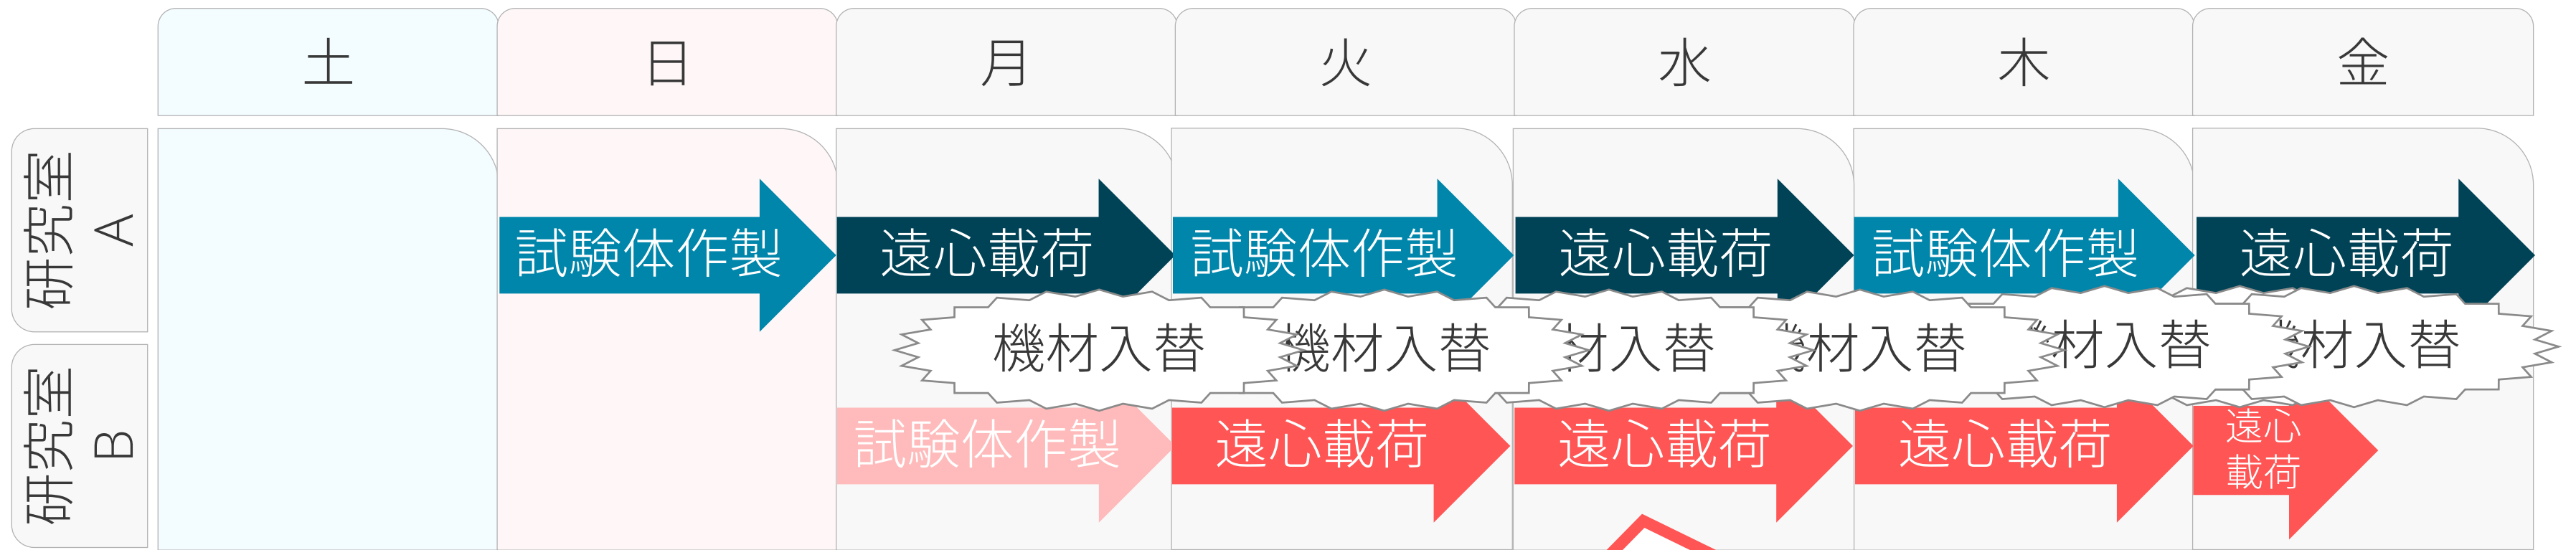 土
日
月
火
水
木
金
研究室
A
試験体作製
遠心載荷
試験体作製
遠心載荷
試験体作製
遠心載荷
機材入替
機材入替
材入替
材入替
材入替
材入替
研究室
B
試験体作製
遠心載荷
遠心載荷
遠心載荷
遠心
載荷